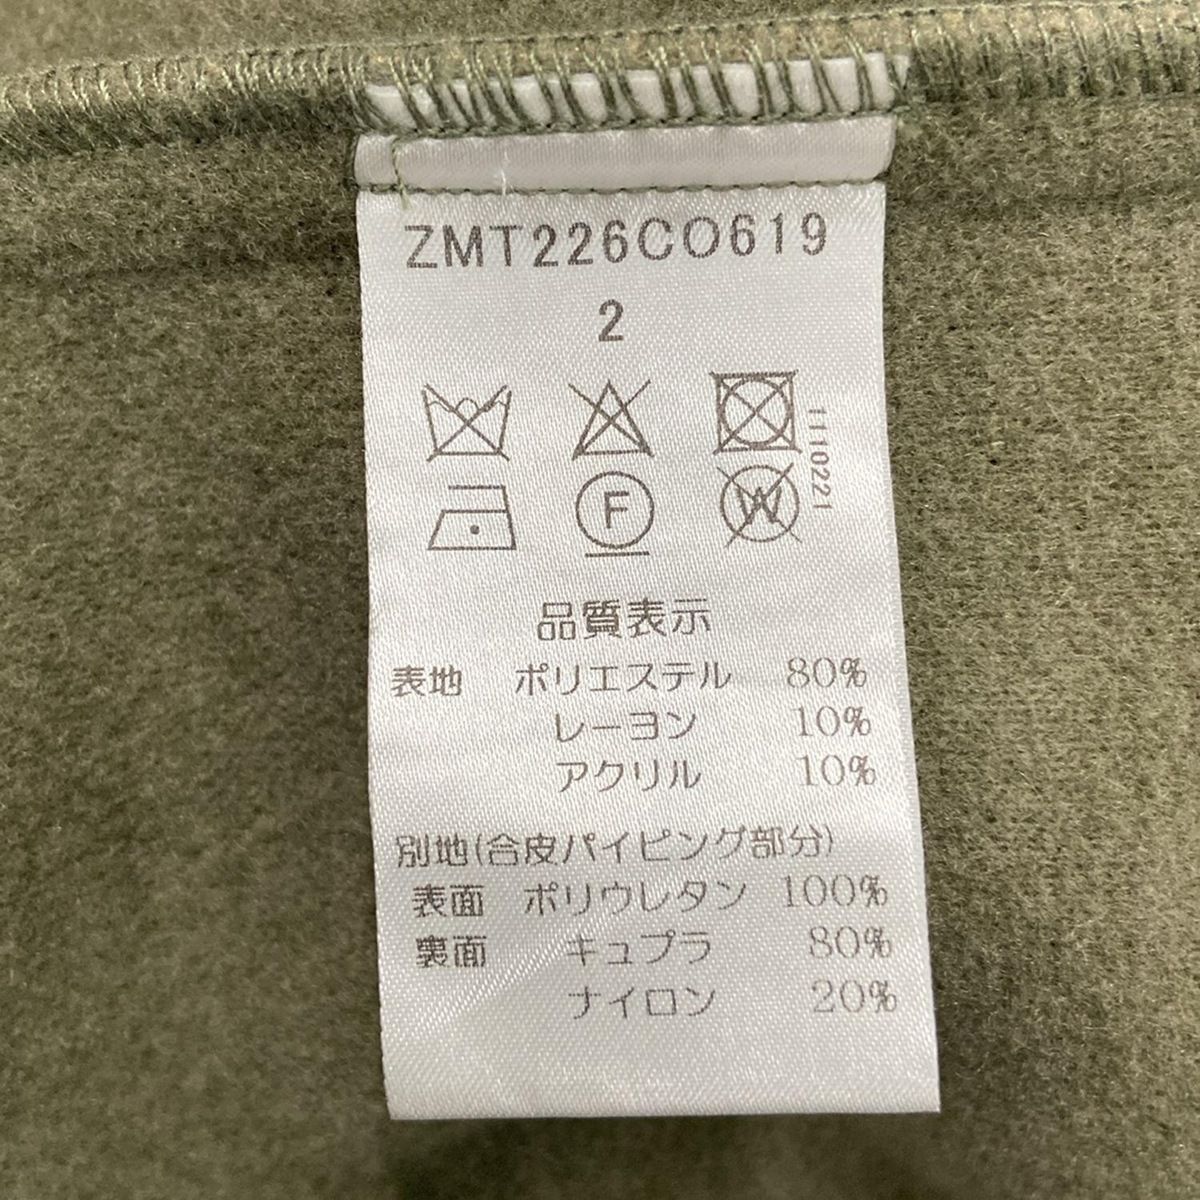 ZMT226CO619
2
1110221
F W
品質表示
表地 ポリエステル 80%
レーヨン 10%
アクリル 10%
別地(合皮パイピング部分)
表面 ポリウレタン 100%
裏面 キュプラ 80%
ナイロン 20%